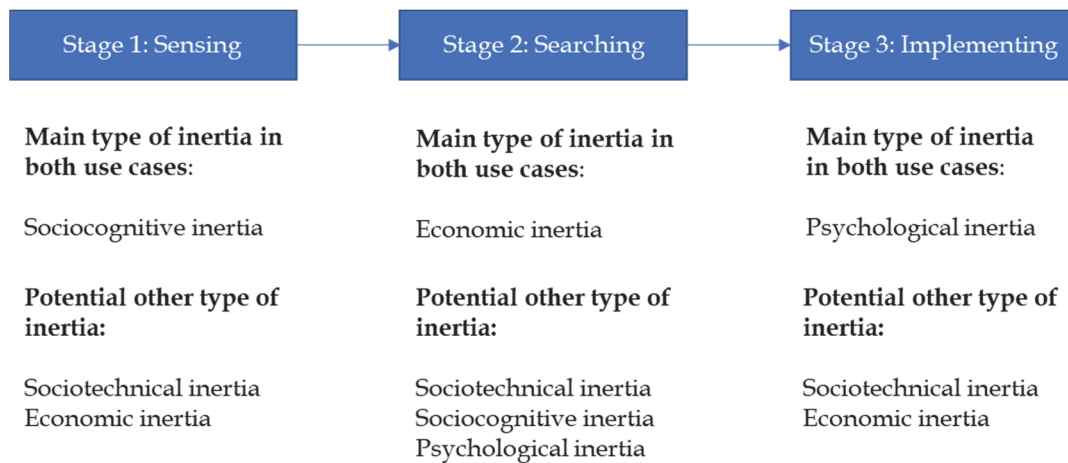 Stage 1: Sensing
Stage 2: Searching
Stage 3: Implementing
Main type of inertia in
both use cases:
Sociocognitive inertia
Potential other type of
inertia:
Sociotechnical inertia
Economic inertia
Main type of inertia in
both use cases:
Economic inertia
Potential other type of
inertia:
Sociotechnical inertia
Sociocognitive inertia
Psychological inertia
Main type of inertia
in both use cases:
Psychological inertia
Potential other type of
inertia:
Sociotechnical inertia
Economic inertia